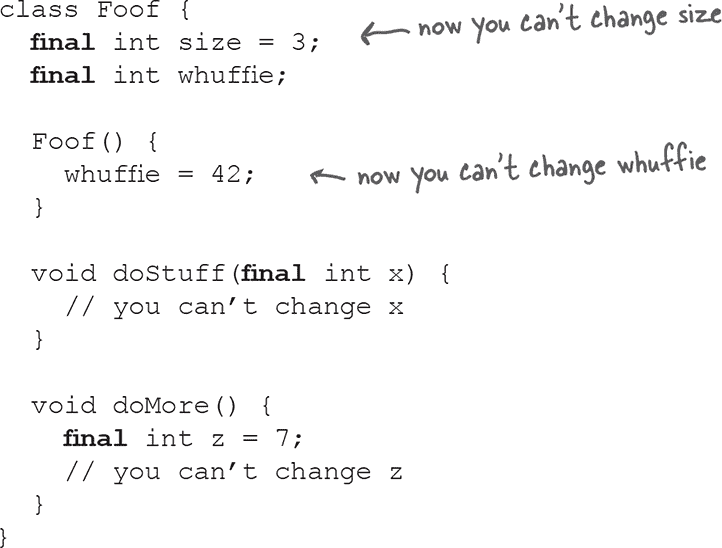 class Foof {
final int size = 3; ← now you can't change size
final int whuffie;
Foof() {
whuffie = 42; ← now you can't change whuffie
}
void doStuff(final int x) {
// you can’t change x
}
void doMore() {
final int z = 7;
// you can’t change z
}
}